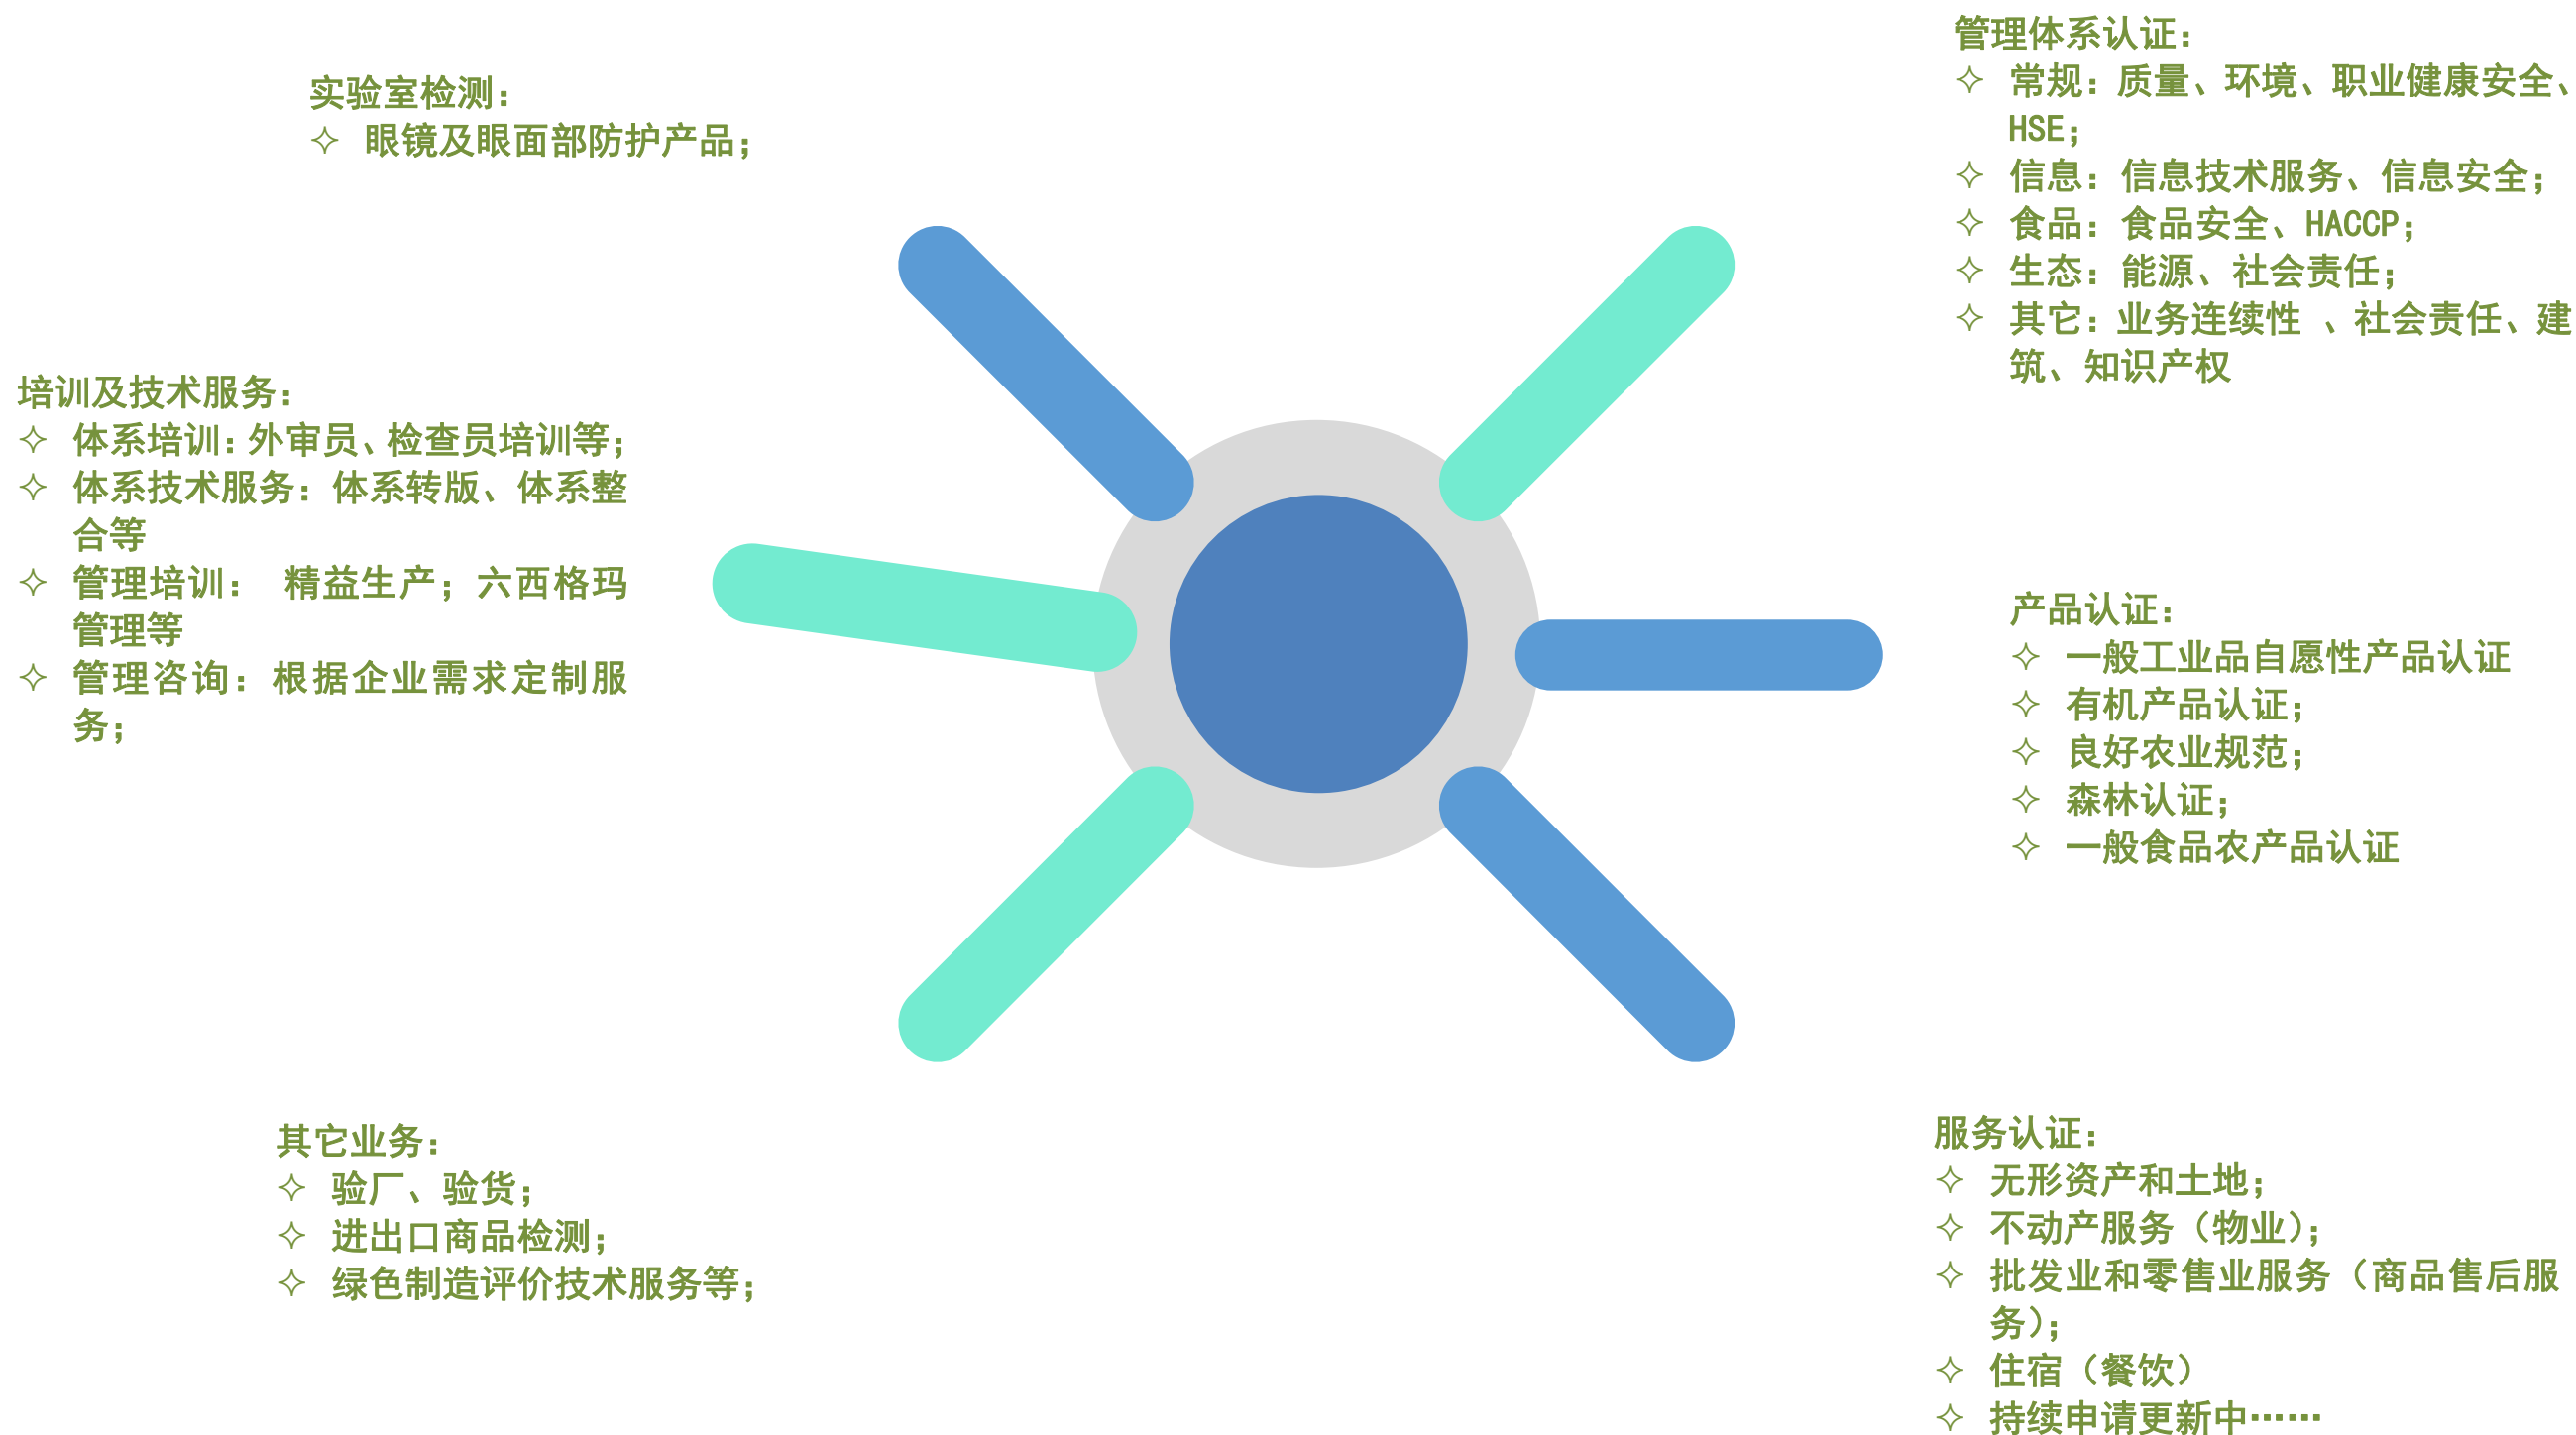 实验室检测：
✧ 眼镜及眼面部防护产品；
培训及技术服务：
✧ 体系培训：外审员、检查员培训等；
✧ 体系技术服务：体系转版、体系整
合等
✧ 管理培训： 精益生产；六西格玛
管理等
✧ 管理咨询：根据企业需求定制服
务；
其它业务：
✧ 验厂、验货；
✧ 进出口商品检测；
✧ 绿色制造评价技术服务等；
管理体系认证：
✧ 常规：质量、环境、职业健康安全、
HSE；
✧ 信息：信息技术服务、信息安全；
✧ 食品：食品安全、HACCP；
✧ 生态：能源、社会责任；
✧ 其它：业务连续性 、社会责任、建
筑、知识产权
产品认证：
✧ 一般工业品自愿性产品认证
✧ 有机产品认证；
✧ 良好农业规范；
✧ 森林认证；
✧ 一般食品农产品认证
服务认证：
✧ 无形资产和土地；
✧ 不动产服务（物业）；
✧ 批发业和零售业服务（商品售后服
务）；
✧ 住宿（餐饮）
✧ 持续申请更新中……